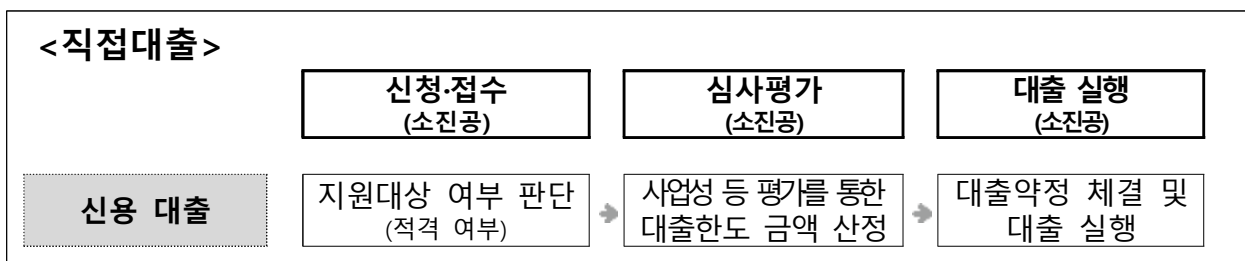 <직접대출>
신청·접수
(소진공)
심사평가
(소진공)
대출 실행
(소진공)
신용 대출
지원대상 여부 판단
(적격 여부)
사업성 등 평가를 통한
대출한도 금액 산정
대출약정 체결 및
대출 실행